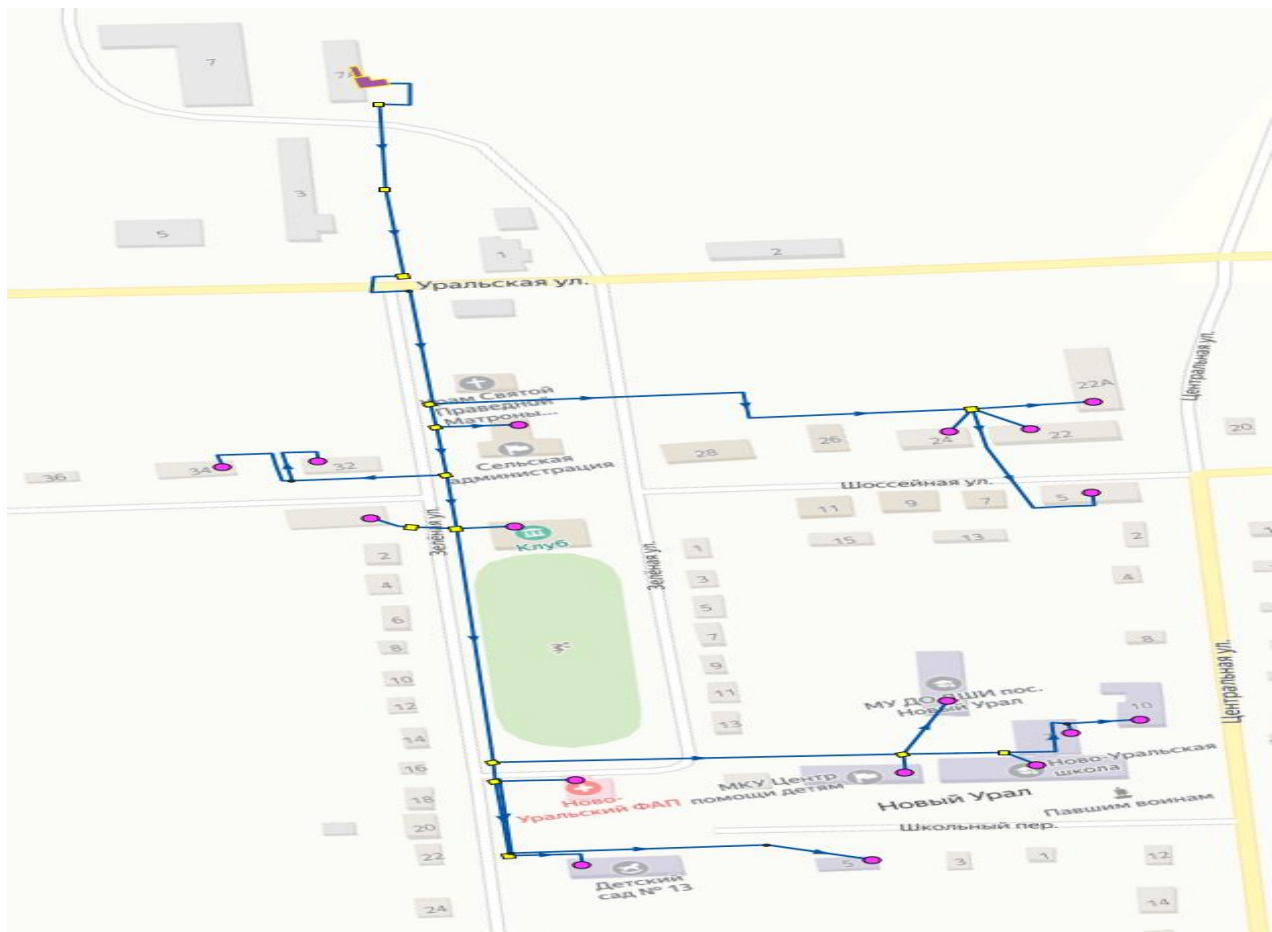 7
7А
3
5
1
2
Уральская ул.
Храм Святой
Праведной
Матроны...
22А
Центральная ул.
20
36
34
32
Сельская
администрация
28
26
24
22
Шоссейная ул.
11
9
7
5
Зелёная ул.
Клуб
Зелёная ул.
2
4
6
8
10
12
14
16
18
20
22
24
1
3
5
7
9
11
13
15
13
2
4
8
Центральная ул.
МУ ДО ДШИ пос.
Новый Урал
10
Ново-Уральская
школа
МКУ Центр
помощи детям
Новый Урал
Павшим воинам
Ново-
Уральский ФАП
Школьный пер.
Детский
сад № 13
5
3
1
12
14